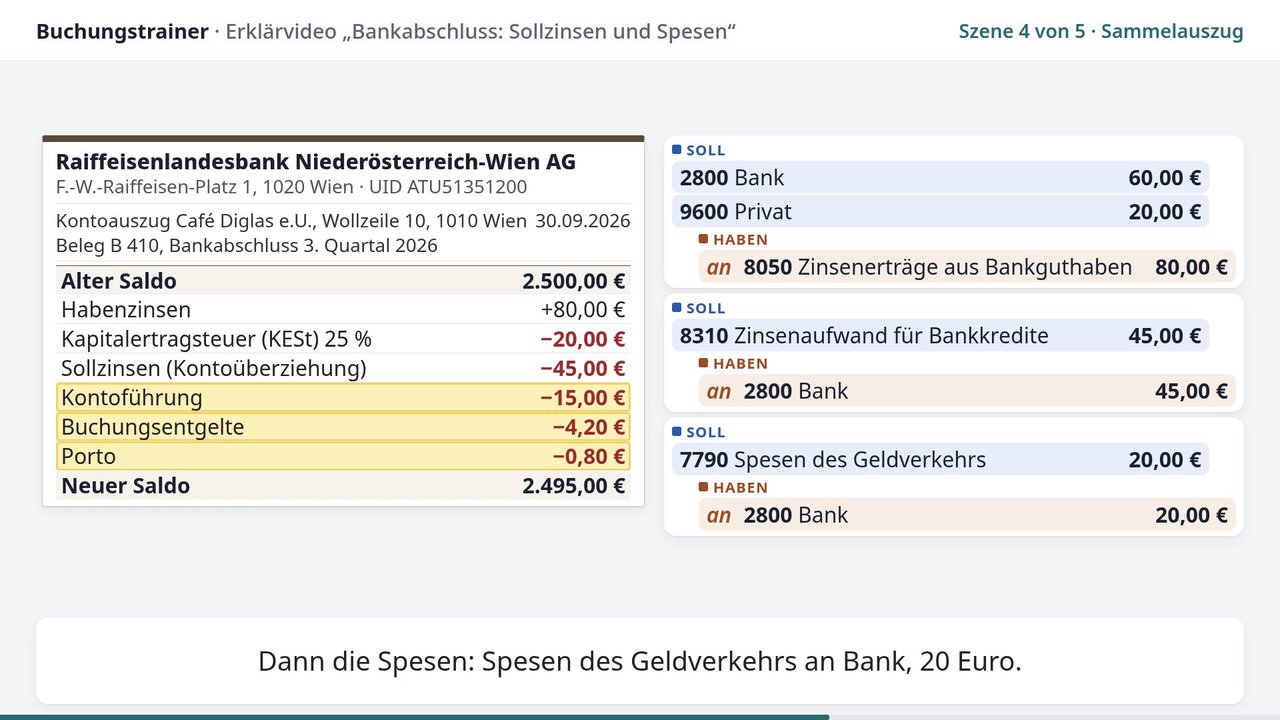 Buchungstrainer · Erklärvideo „Bankabschluss: Sollzinsen und Spesen“
Szene 4 von 5 · Sammelauszug
Raiffeisenlandesbank Niederösterreich-Wien AG
F.-W.-Raiffeisen-Platz 1, 1020 Wien · UID ATU51351200
Kontoauszug Café Diglas e.U., Wollzeile 10, 1010 Wien 30.09.2026
Beleg B 410, Bankabschluss 3. Quartal 2026
Alter Saldo 2.500,00 €
Habenzinsen +80,00 €
Kapitalertragsteuer (KESt) 25 % −20,00 €
Sollzinsen (Kontoüberziehung) −45,00 €
Kontoführung −15,00 €
Buchungsentgelte −4,20 €
Porto −0,80 €
Neuer Saldo 2.495,00 €
SOLL
2800 Bank 60,00 €
9600 Privat 20,00 €
HABEN
an 8050 Zinsenerträge aus Bankguthaben 80,00 €
SOLL
8310 Zinsenaufwand für Bankkredite 45,00 €
HABEN
an 2800 Bank 45,00 €
SOLL
7790 Spesen des Geldverkehrs 20,00 €
HABEN
an 2800 Bank 20,00 €
Dann die Spesen: Spesen des Geldverkehrs an Bank, 20 Euro.